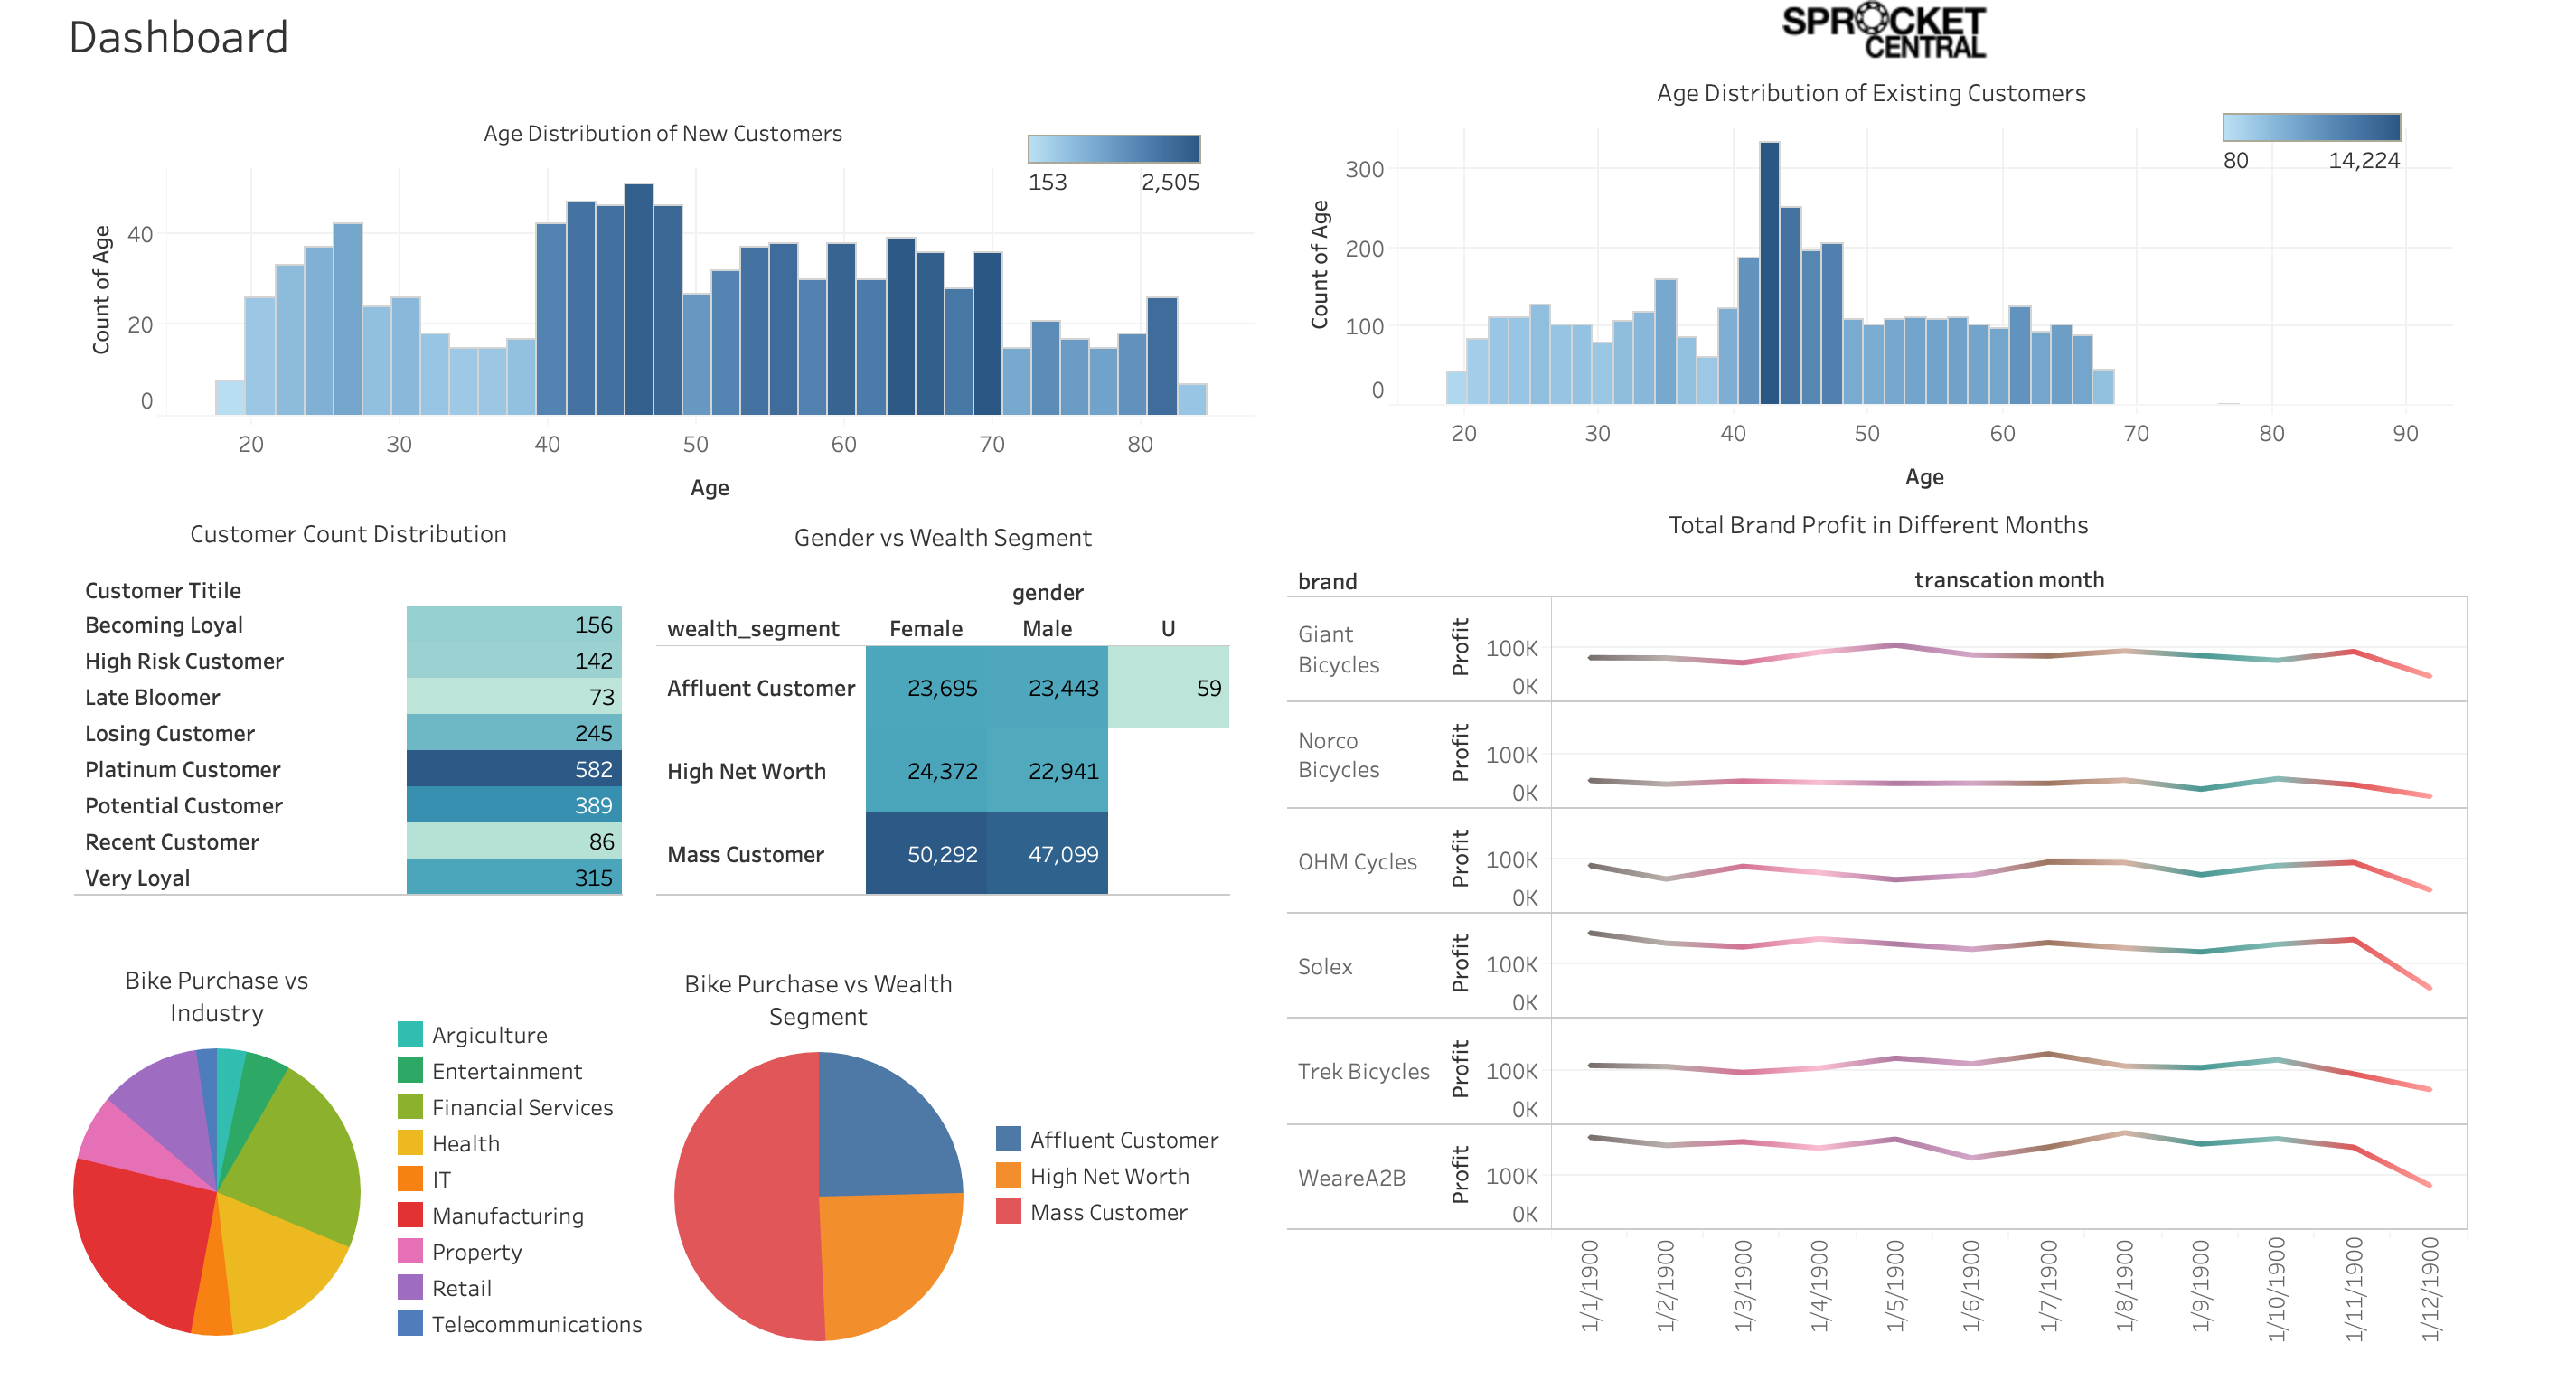 Dashboard
SPROCKET
CENTRAL
Age Distribution of New Customers
153 2,505
Count of Age
40
20
0
20 30 40 50 60 70 80
Age
Age Distribution of Existing Customers
80 14,224
Count of Age
300
200
100
0
20 30 40 50 60 70 80 90
Age
Customer Count Distribution
Customer Titile
Becoming Loyal 156
High Risk Customer 142
Late Bloomer 73
Losing Customer 245
Platinum Customer 582
Potential Customer 389
Recent Customer 86
Very Loyal 315
Gender vs Wealth Segment
gender
wealth_segment Female Male U
Affluent Customer 23,695 23,443 59
High Net Worth 24,372 22,941
Mass Customer 50,292 47,099
Total Brand Profit in Different Months
brand transcation month
Giant
Bicycles
Profit
100K
0K
Norco
Bicycles
Profit
100K
0K
OHM Cycles
Profit
100K
0K
Solex
Profit
100K
0K
Trek Bicycles
Profit
100K
0K
WeareA2B
Profit
100K
0K
1/1/1900
1/2/1900
1/3/1900
1/4/1900
1/5/1900
1/6/1900
1/7/1900
1/8/1900
1/9/1900
1/10/1900
1/11/1900
1/12/1900
Bike Purchase vs
Industry
Argiculture
Entertainment
Financial Services
Health
IT
Manufacturing
Property
Retail
Telecommunications
Bike Purchase vs Wealth
Segment
Affluent Customer
High Net Worth
Mass Customer